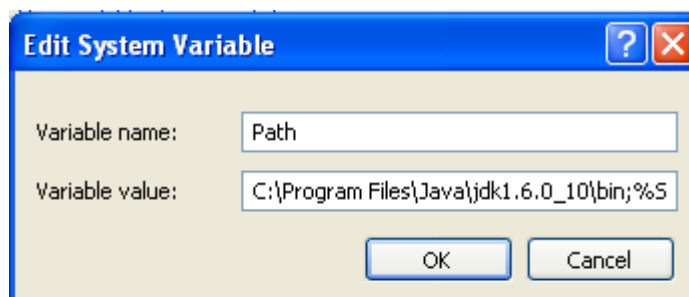 Edit System Variable
Variable name: Path
Variable value: C:\Program Files\Java\jdk1.6.0_10\bin;%S
OK Cancel